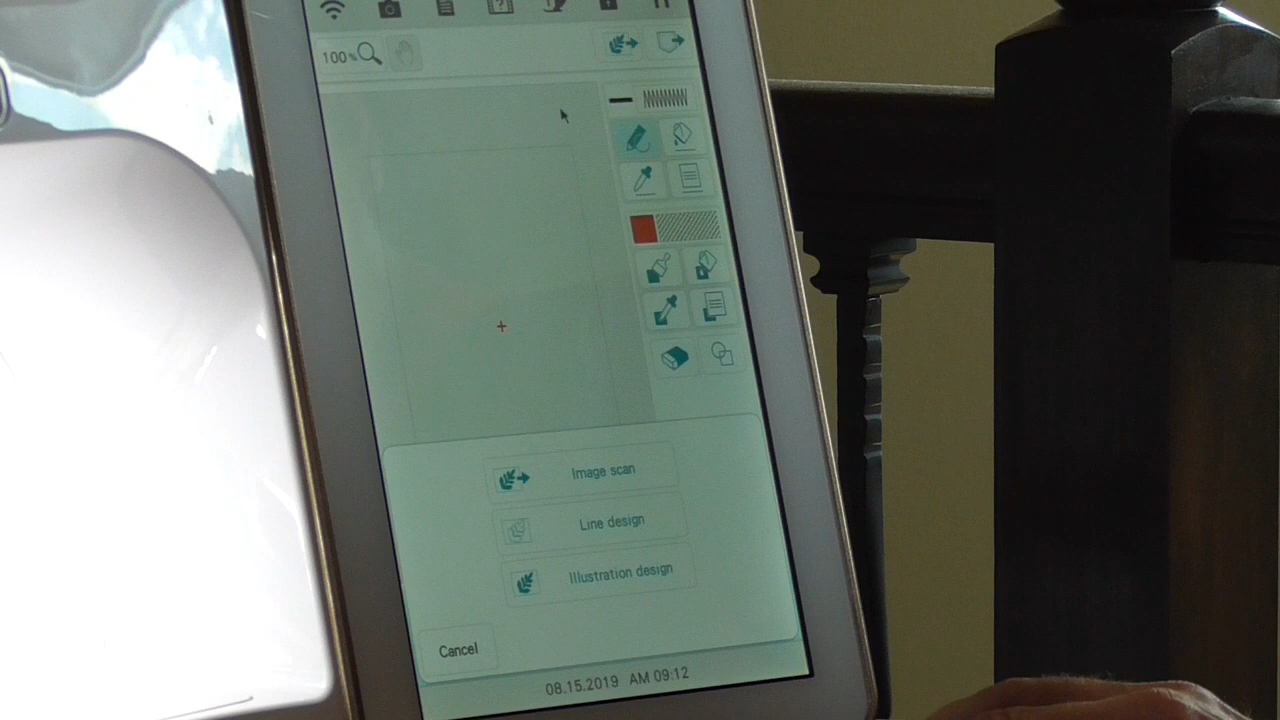 100%
Image scan
Line design
Illustration design
Cancel
08.15.2019 AM 09:12